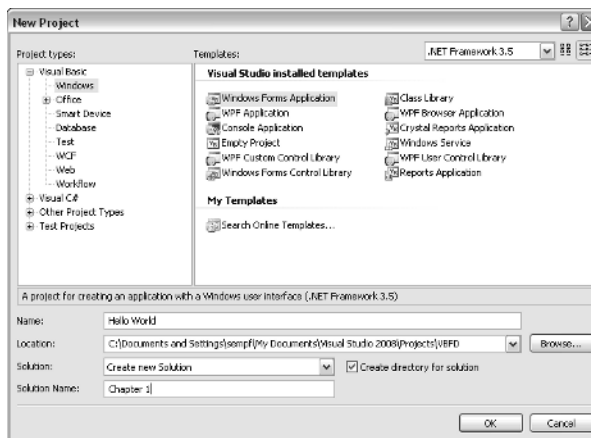 New Project
Project types:
Templates:
.NET Framework 3.5
Visual Basic
Windows
Office
Smart Device
Database
Test
WCF
Web
Workflow
Visual C#
Other Project Types
Test Projects
Visual Studio installed templates
Windows Forms Application
Class Library
WPF Application
WPF Browser Application
Console Application
Crystal Reports Application
Empty Project
Windows Service
WPF Custom Control Library
WPF User Control Library
Windows Forms Control Library
Reports Application
My Templates
Search Online Templates...
A project for creating an application with a Windows user interface (.NET Framework 3.5)
Name:
Hello World
Location:
C:\Documents and Settings\sempf\My Documents\Visual Studio 2008\Projects\VBFD
Browse...
Solution:
Create new Solution
Create directory for solution
Solution Name:
Chapter 1
OK
Cancel